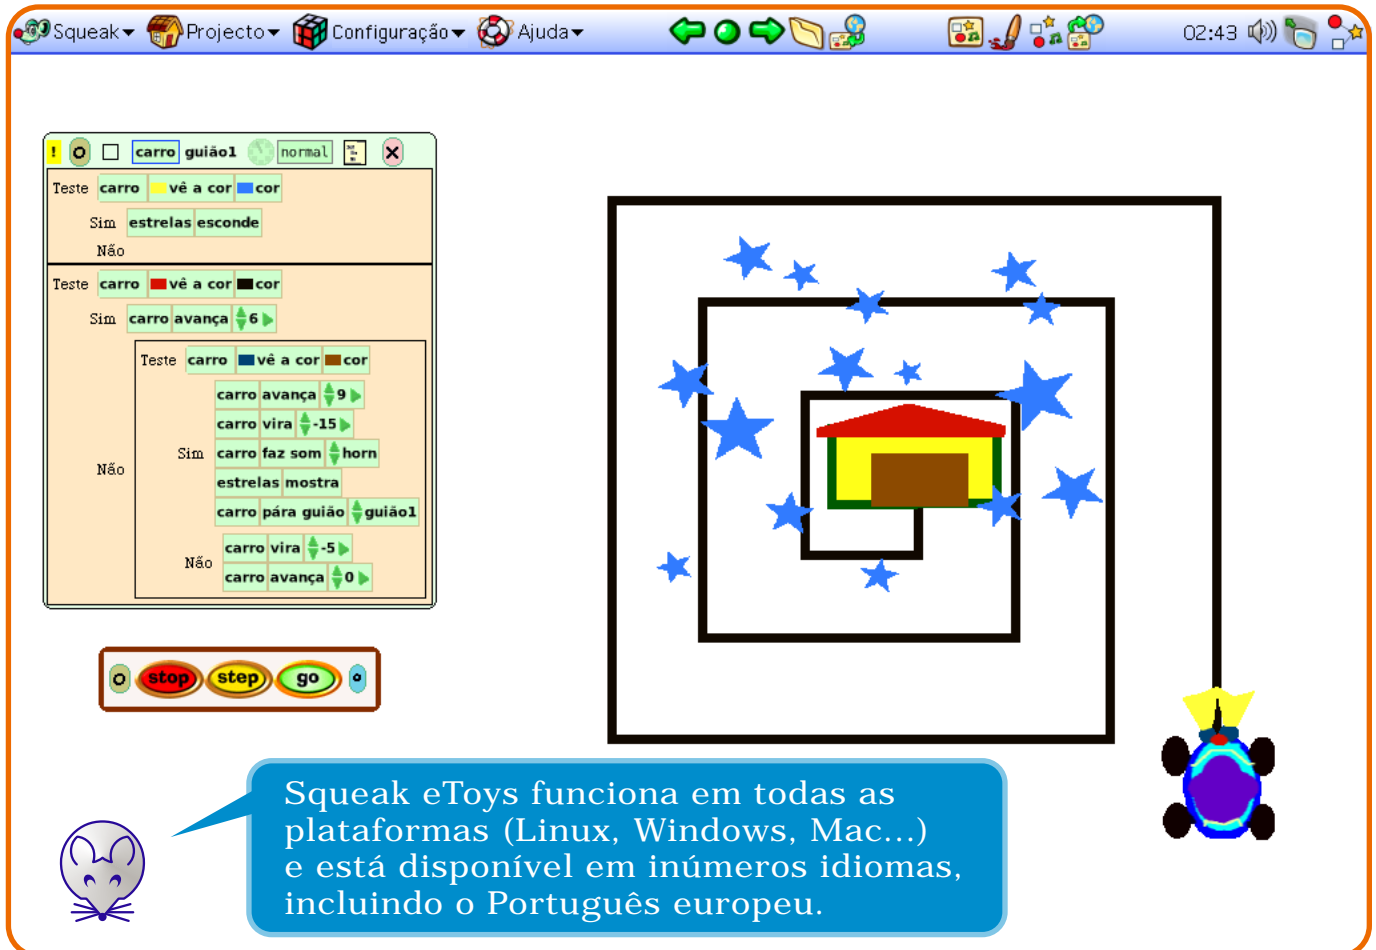 Squeak Projecto Configuração Ajuda 02:43
! carro guião1 normal
Teste carro vê a cor cor
Sim estrelas esconde
Não
Teste carro vê a cor cor
Sim carro avança 6
Teste carro vê a cor cor
carro avança 9
carro vira -15
Não Sim carro faz som horn
estrelas mostra
carro pára guião guião1
Não carro vira -5
carro avança 0
stop step go
Squeak eToys funciona em todas as
plataformas (Linux, Windows, Mac...)
e está disponível em inúmeros idiomas,
incluindo o Português europeu.